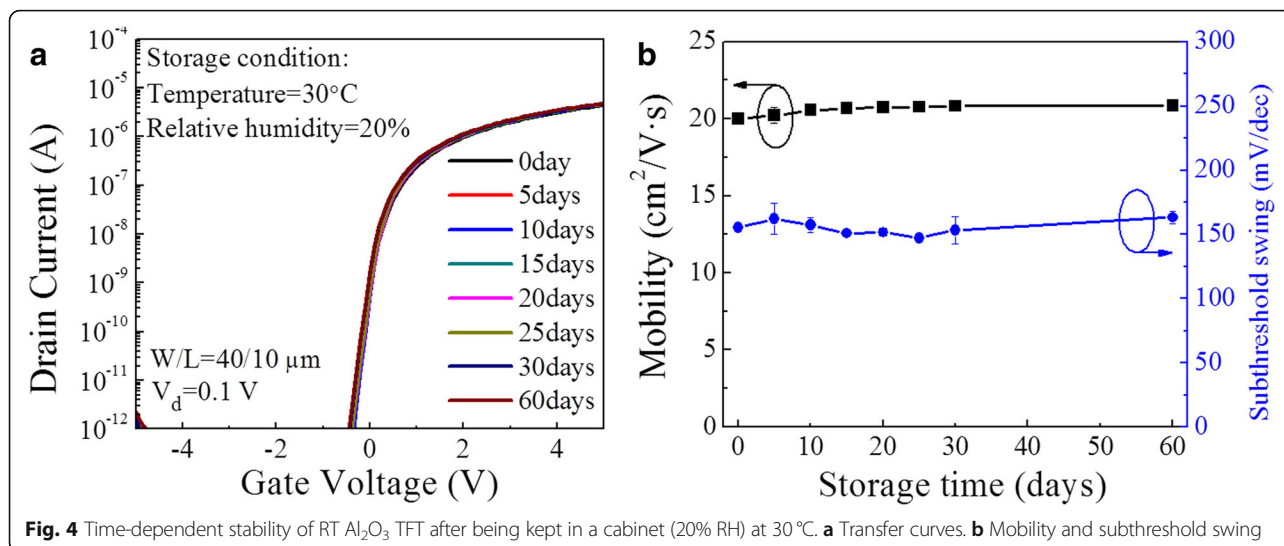 a
Storage condition:
Temperature=30°C
Relative humidity=20%
0day
5days
10days
15days
20days
25days
30days
60days
W/L=40/10 µm
V_d=0.1 V
Drain Current (A)
10⁻⁴
10⁻⁵
10⁻⁶
10⁻⁷
10⁻⁸
10⁻⁹
10⁻¹⁰
10⁻¹¹
10⁻¹²
-4 -2 0 2 4
Gate Voltage (V)
b
Mobility (cm²/V·s)
25
20
15
10
5
0
0 10 20 30 40 50 60
Storage time (days)
300
250
200
150
100
50
0
Subthreshold swing (mV/dec)
Fig. 4 Time-dependent stability of RT Al₂O₃ TFT after being kept in a cabinet (20% RH) at 30 °C. a Transfer curves. b Mobility and subthreshold swing